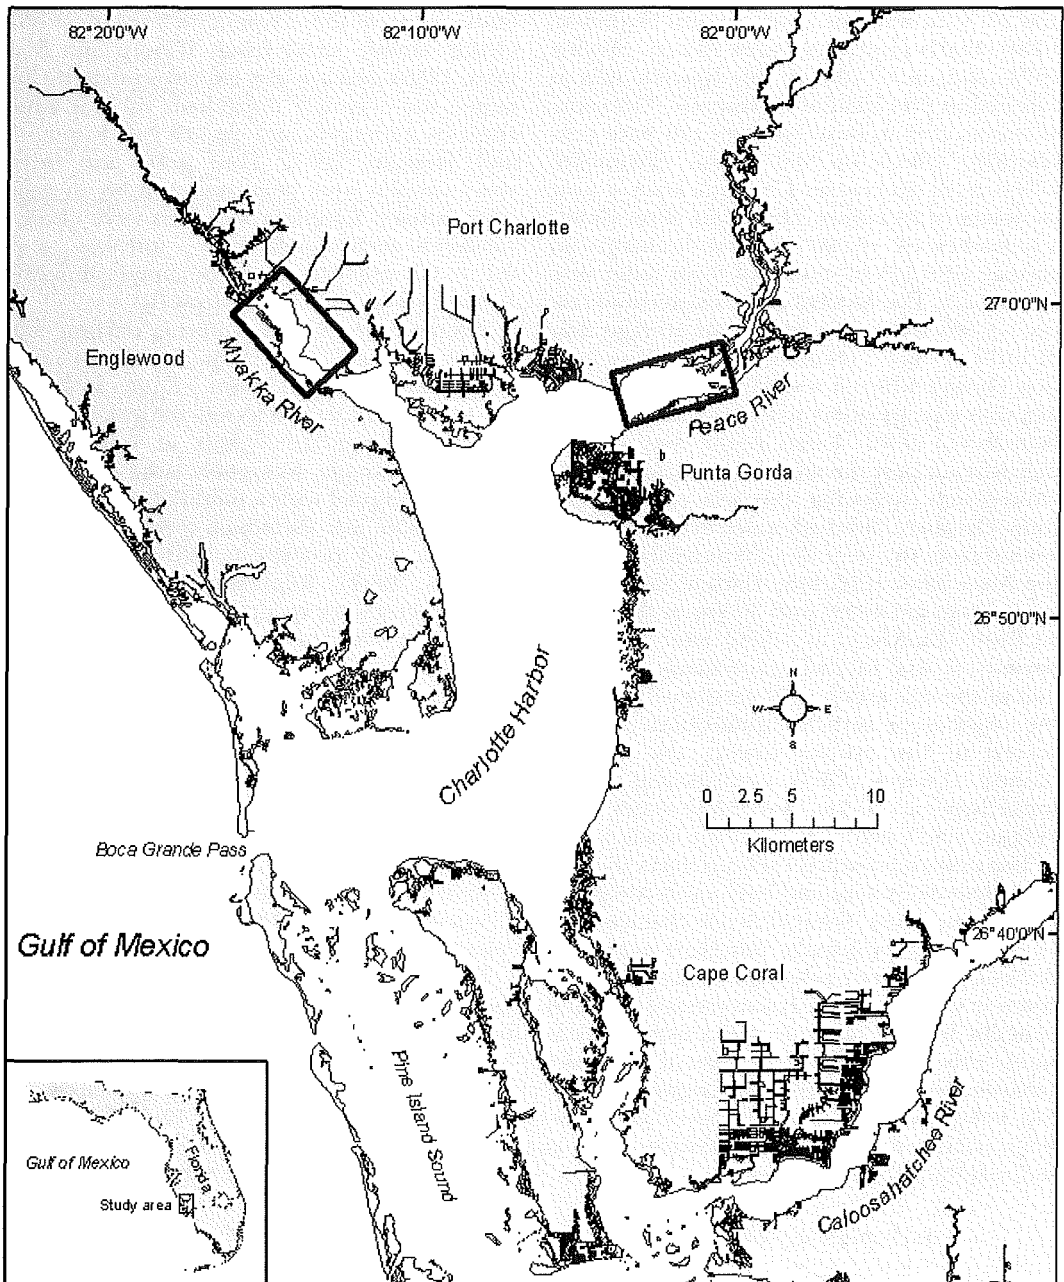 82°20'0"W 82°10'0"W 82°0'0"W
Port Charlotte
27°0'0"N
Englewood
Myakka River
Peace River
Punta Gorda
26°50'0"N
N
W E
S
Charlotte Harbor
0 2.5 5 10
Kilometers
Boca Grande Pass
Gulf of Mexico
26°40'0"N
Cape Coral
Pine Island Sound
Caloosahatchee River
Gulf of Mexico
Florida
Study area